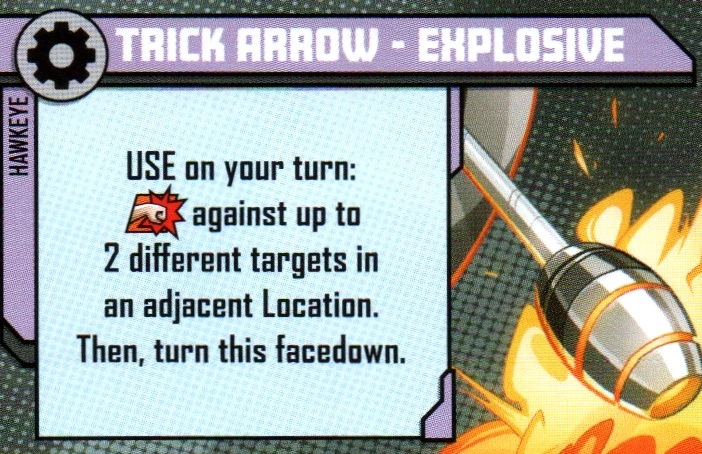 TRICK ARROW - EXPLOSIVE
HAWKEYE
USE on your turn:
against up to
2 different targets in
an adjacent Location.
Then, turn this facedown.